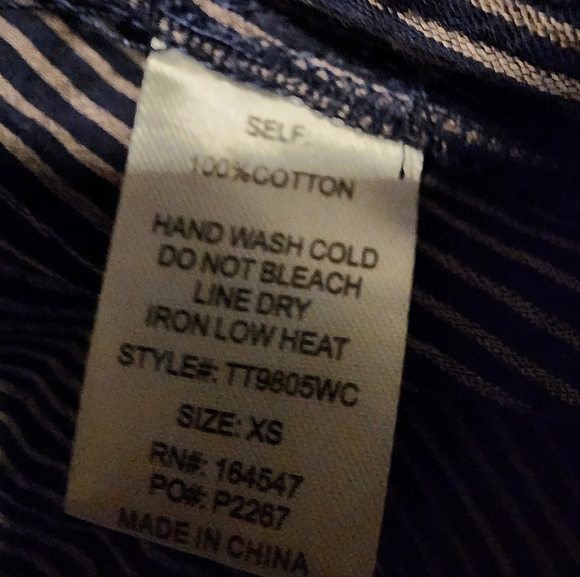 SELF:
100%COTTON
HAND WASH COLD
DO NOT BLEACH
LINE DRY
IRON LOW HEAT
STYLE#: TT9805WC
SIZE: XS
RN#: 164547
PO#: P2267
MADE IN CHINA